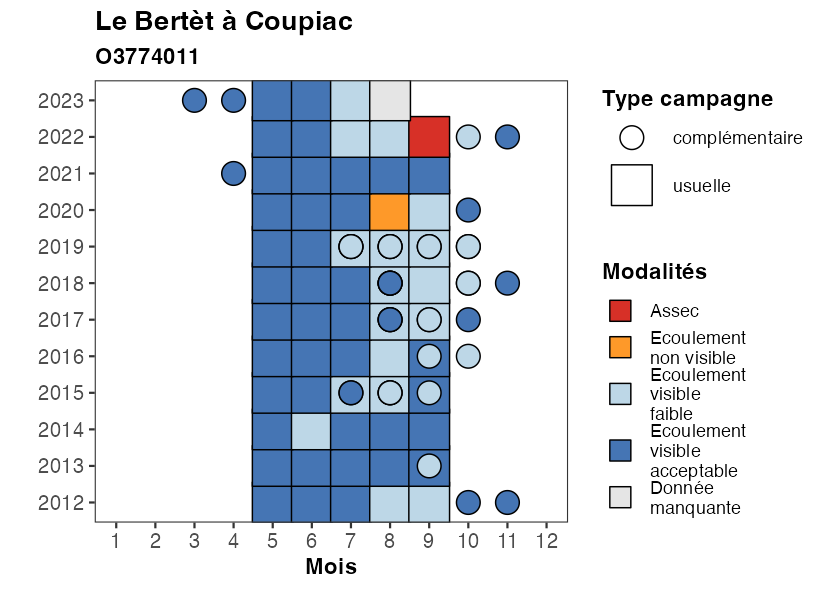 Le Bertèt à Coupiac
O3774011
2023
2022
2021
2020
2019
2018
2017
2016
2015
2014
2013
2012
1 2 3 4 5 6 7 8 9 10 11 12
Mois
Type campagne
complémentaire
usuelle
Modalités
Assec
Ecoulement
non visible
Ecoulement
visible
faible
Ecoulement
visible
acceptable
Donnée
manquante